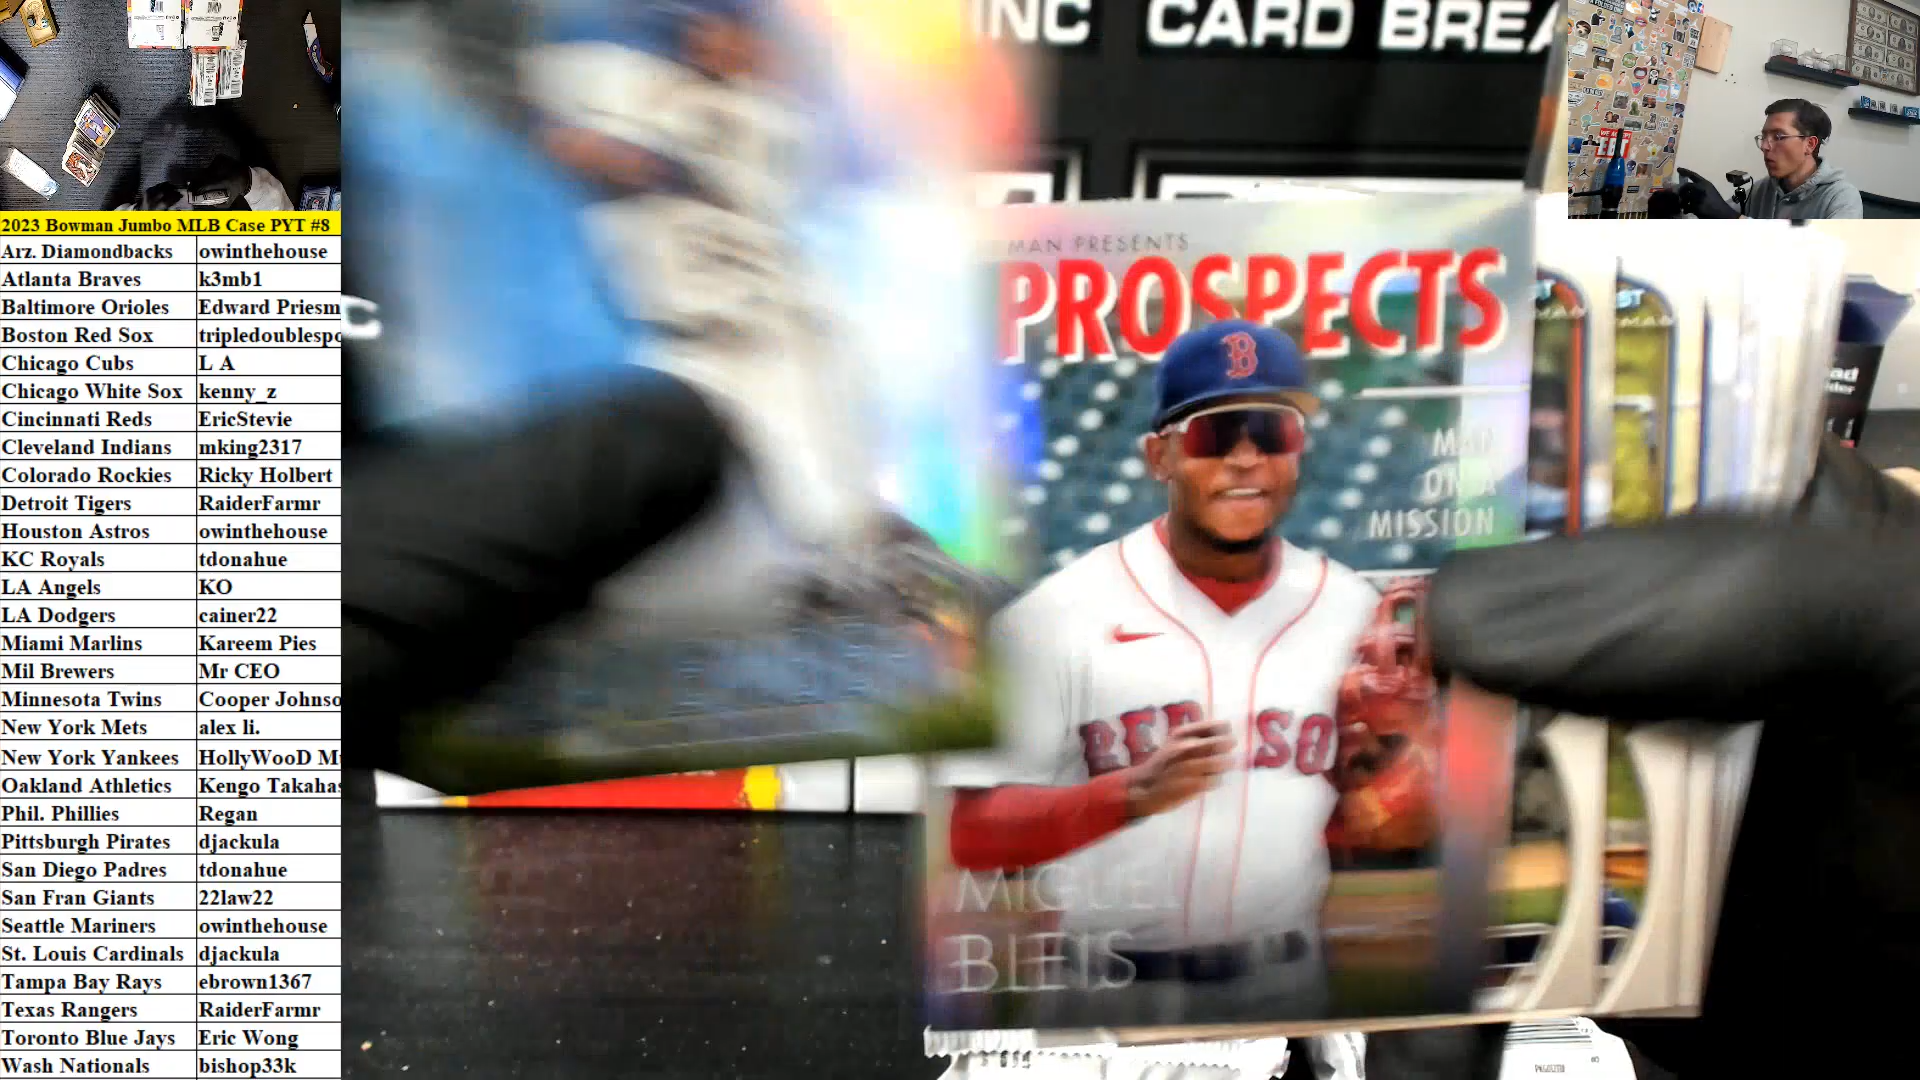 2023 Bowman Jumbo MLB Case PYT #8
Arz. Diamondbacks owinthehouse
Atlanta Braves k3mb1
Baltimore Orioles Edward Priesm
Boston Red Sox tripledoublespo
Chicago Cubs L A
Chicago White Sox kenny_z
Cincinnati Reds EricStevie
Cleveland Indians mking2317
Colorado Rockies Ricky Holbert
Detroit Tigers RaiderFarmr
Houston Astros owinthehouse
KC Royals tdonahue
LA Angels KO
LA Dodgers cainer22
Miami Marlins Kareem Pies
Mil Brewers Mr CEO
Minnesota Twins Cooper Johnso
New York Mets alex li.
New York Yankees HollyWooD M
Oakland Athletics Kengo Takahas
Phil. Phillies Regan
Pittsburgh Pirates djackula
San Diego Padres tdonahue
San Fran Giants 22law22
Seattle Mariners owinthehouse
St. Louis Cardinals djackula
Tampa Bay Rays ebrown1367
Texas Rangers RaiderFarmr
Toronto Blue Jays Eric Wong
Wash Nationals bishop33k
INC CARD BREA
MAN PRESENTS
PROSPECTS
B
MAN
ON A
MISSION
RED SO
MIGUEL
BLEIS